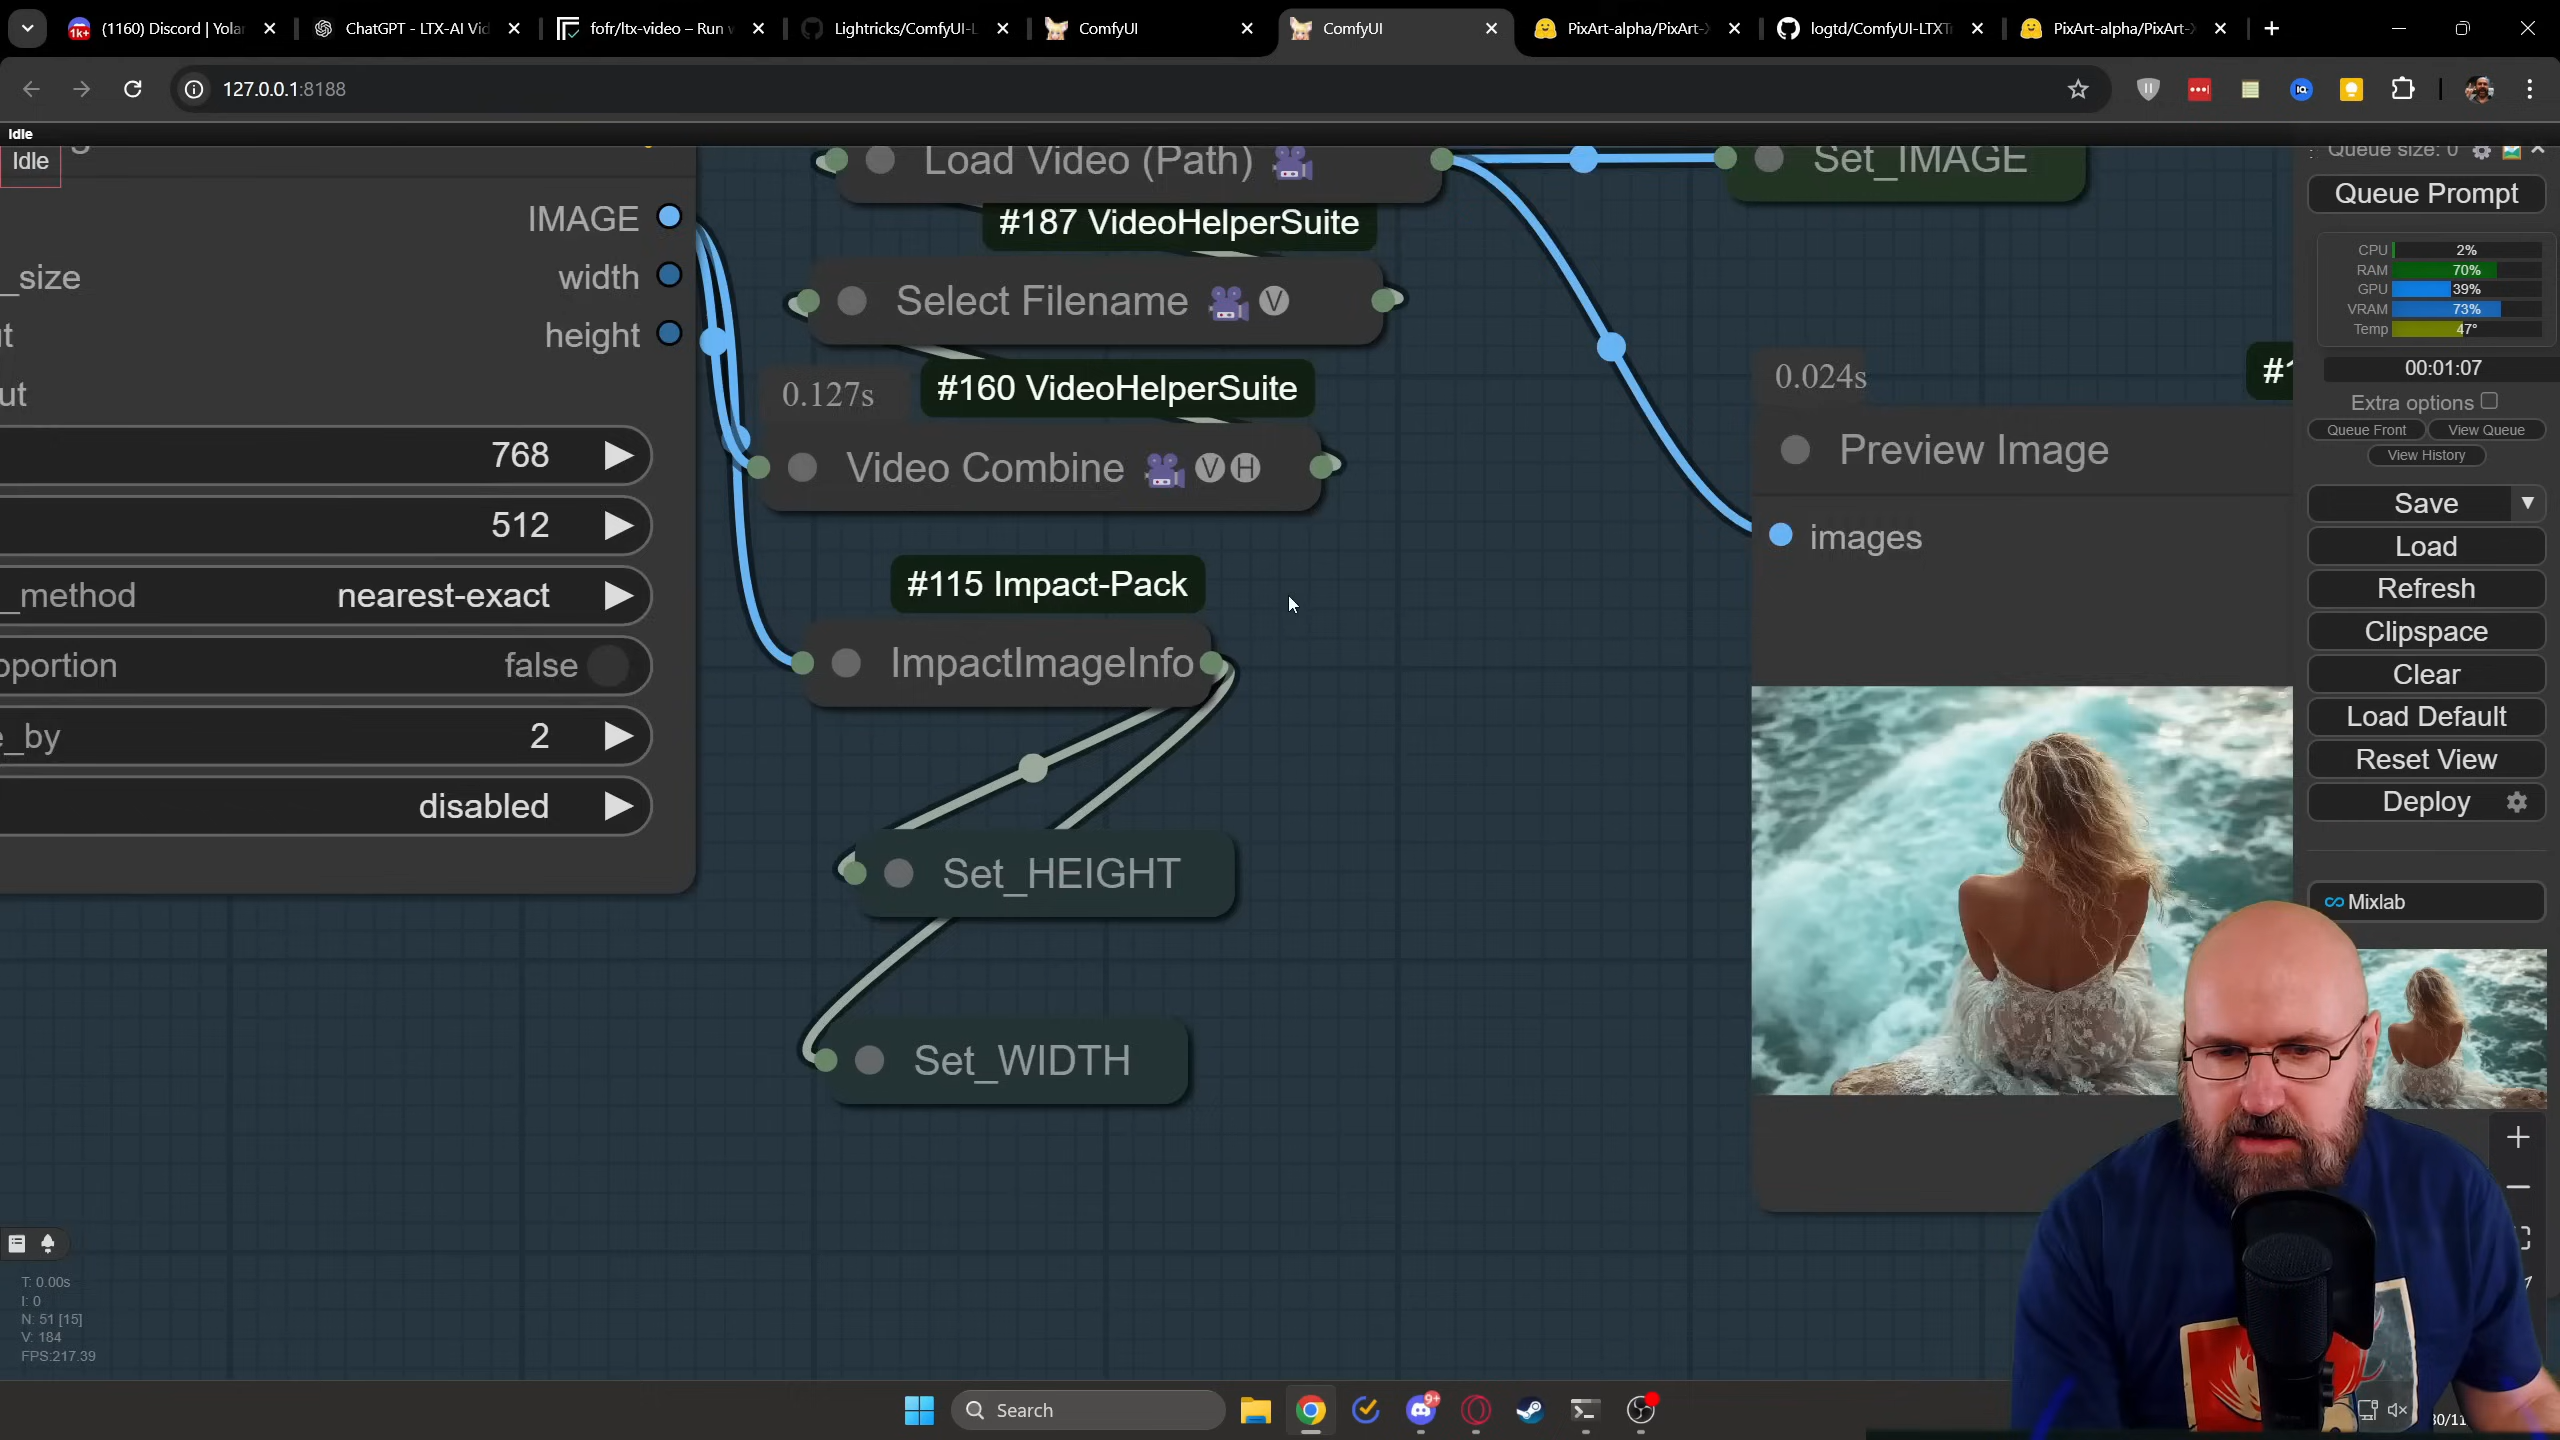 (1160) Discord | Yolar
ChatGPT - LTX-AI Vid
fofr/ltx-video – Run w
Lightricks/ComfyUI-L
ComfyUI
ComfyUI
PixArt-alpha/PixArt-X
logtd/ComfyUI-LTXTr
PixArt-alpha/PixArt-X
127.0.0.1:8188
Idle
Idle
IMAGE
width
height
_size
ut
768
512
_method nearest-exact
oportion false
e_by 2
disabled
Load Video (Path)
Set_IMAGE
#187 VideoHelperSuite
Select Filename V
0.127s
#160 VideoHelperSuite
Video Combine V H
#115 Impact-Pack
ImpactImageInfo
Set_HEIGHT
Set_WIDTH
0.024s
Preview Image
images
Queue size: 0
Queue Prompt
CPU 2%
RAM 70%
GPU 39%
VRAM 73%
Temp 47°
00:01:07
Extra options
Queue Front
View Queue
View History
Save
Load
Refresh
Clipspace
Clear
Load Default
Reset View
Deploy
Mixlab
T: 0.00s
I: 0
N: 51 [15]
V: 184
FPS:217.39
Search